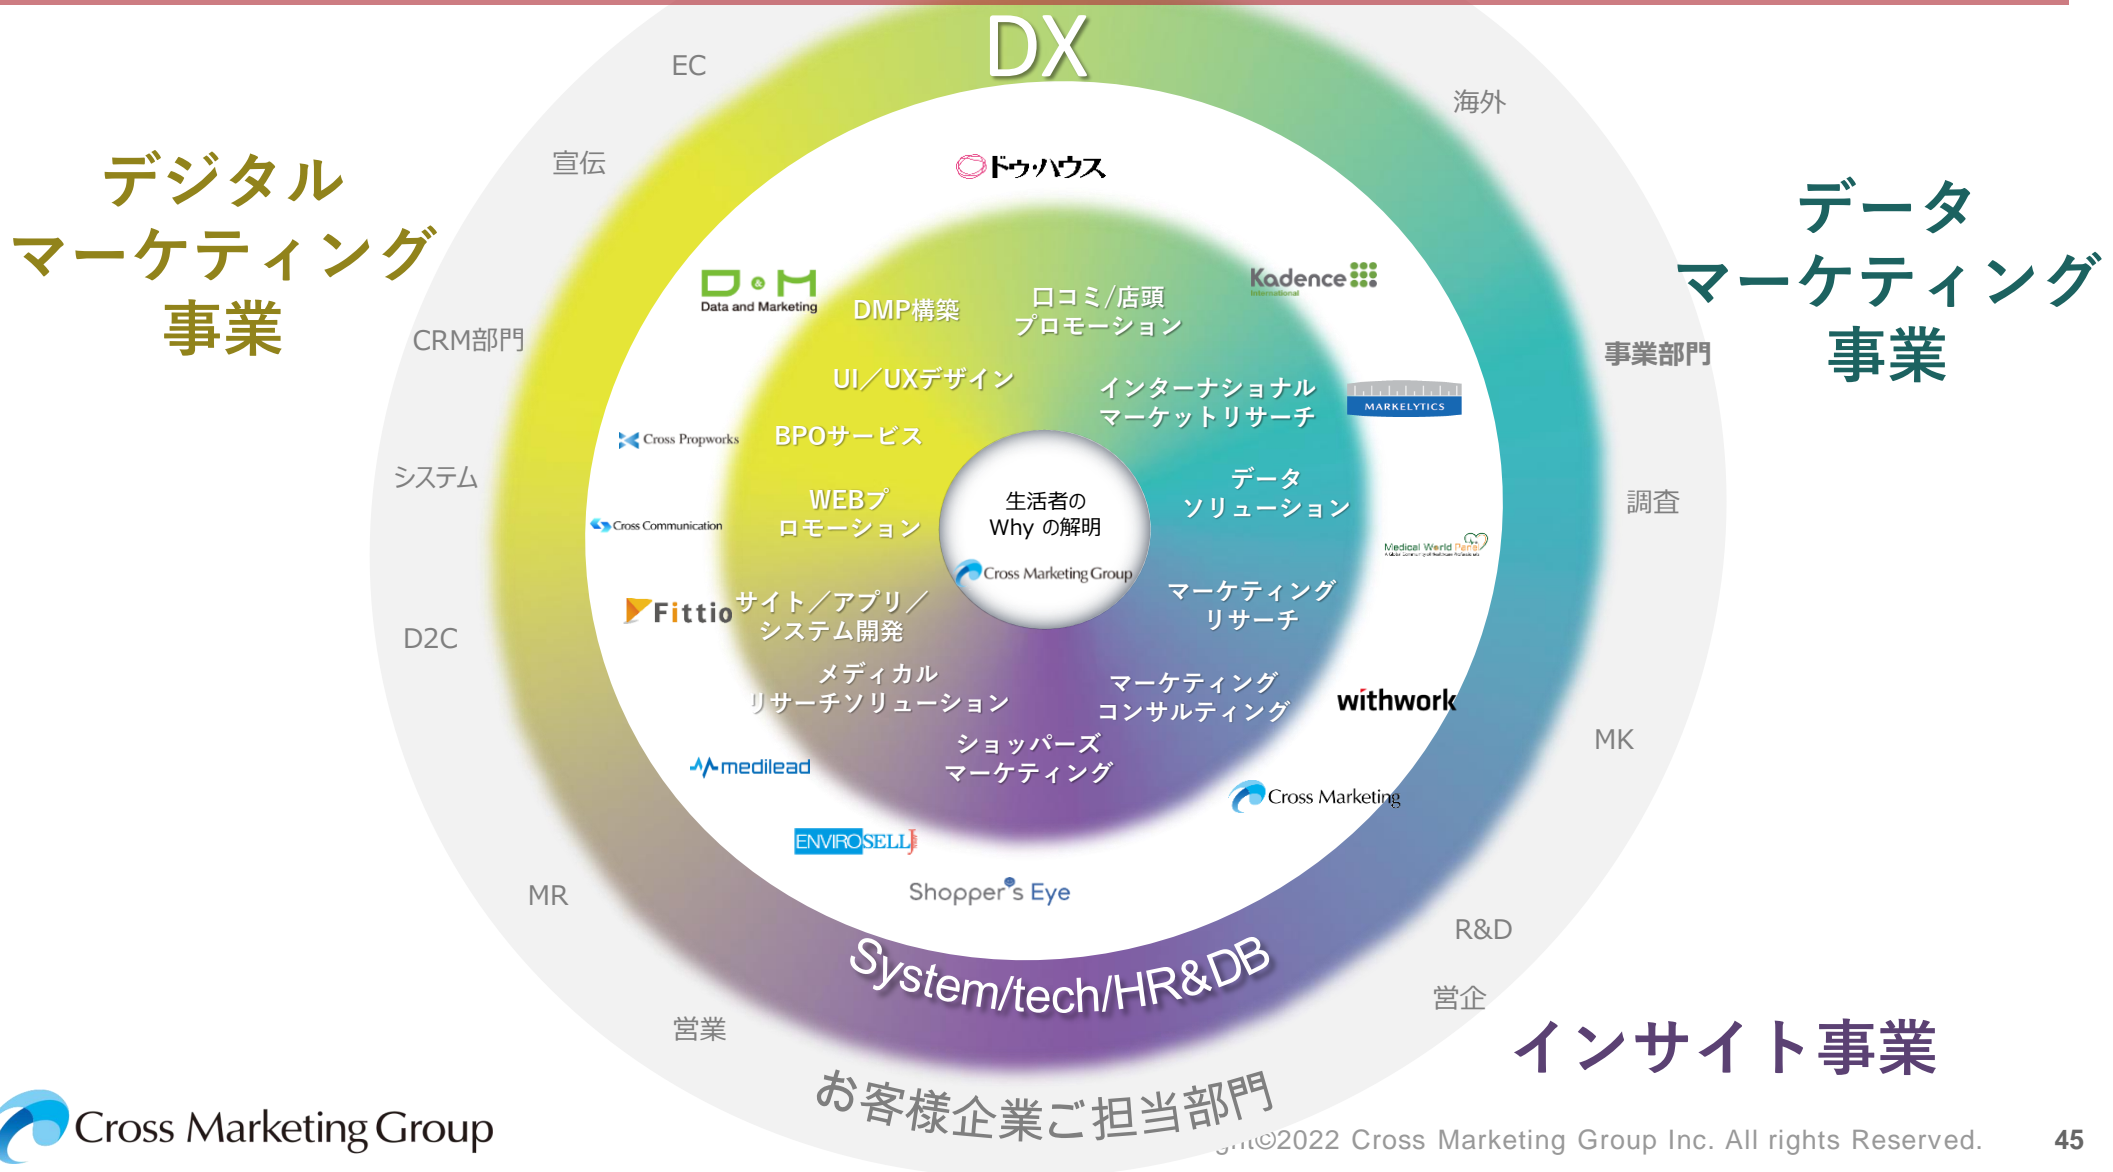 DX
EC
海外
宣伝
デジタル
マーケティング
事業
データ
マーケティング
事業
ドゥ・ハウス
D&M
Data and Marketing
Kadence
International
DMP構築
口コミ/店頭
プロモーション
CRM部門
事業部門
UI／UXデザイン
インターナショナル
マーケットリサーチ
MARKELYTICS
Cross Propworks
BPOサービス
システム
データ
ソリューション
調査
WEBプ
ロモーション
Cross Communication
生活者の
Why の解明
Cross Marketing Group
Medical World Panel
Fittio
サイト／アプリ／
システム開発
マーケティング
リサーチ
D2C
メディカル
リサーチソリューション
マーケティング
コンサルティング
withwork
ショッパーズ
マーケティング
MK
medilead
Cross Marketing
ENVIROSELL
Shopper's Eye
MR
R&D
System/tech/HR&DB
営企
営業
インサイト事業
お客様企業ご担当部門
Cross Marketing Group
©2022 Cross Marketing Group Inc. All rights Reserved.
45